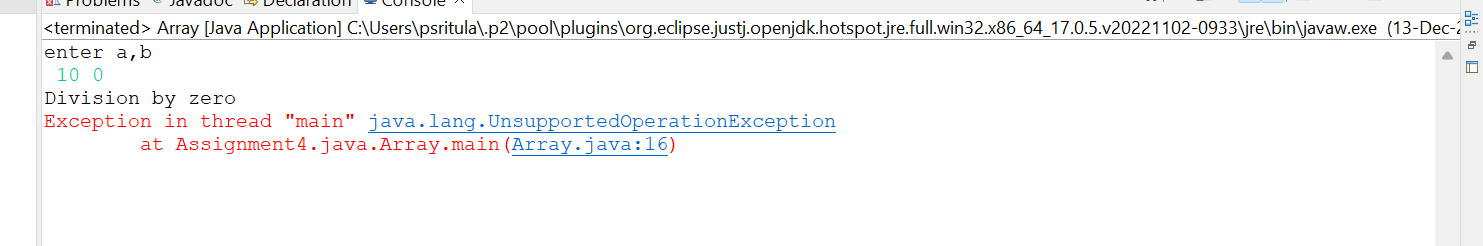 Problems Javadoc Declaration Console
<terminated> Array [Java Application] C:\Users\psritula\.p2\pool\plugins\org.eclipse.justj.openjdk.hotspot.jre.full.win32.x86_64_17.0.5.v20221102-0933\jre\bin\javaw.exe (13-Dec-2
enter a,b
10 0
Division by zero
Exception in thread "main" java.lang.UnsupportedOperationException
at Assignment4.java.Array.main(Array.java:16)